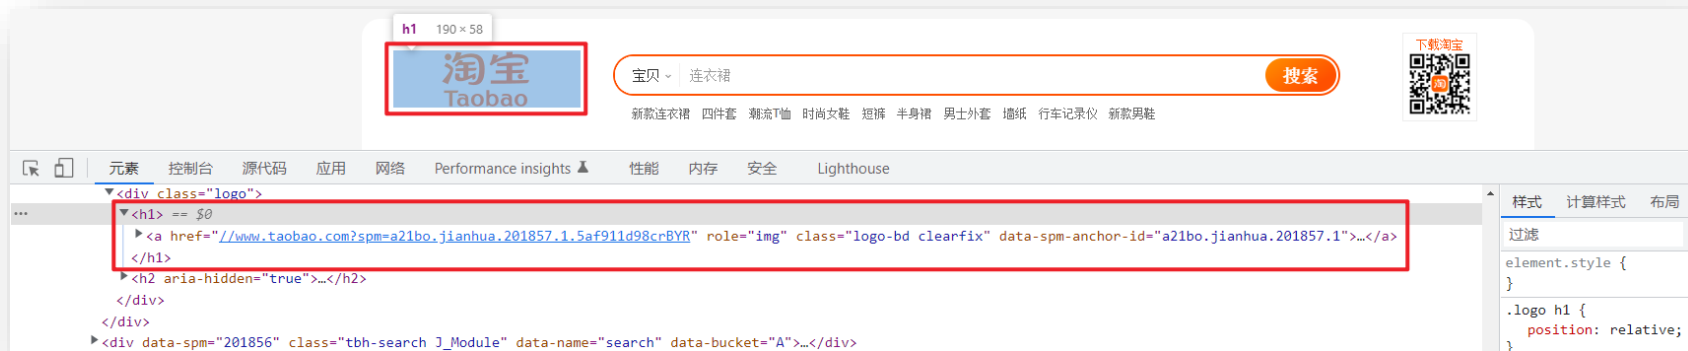 h1 190 × 58
下载淘宝
淘宝
Taobao
宝贝 连衣裙 搜索
淘
新款连衣裙 四件套 潮流T恤 时尚女鞋 短裤 半身裙 男士外套 墙纸 行车记录仪 新款男鞋
元素 控制台 源代码 应用 网络 Performance insights 性能 内存 安全 Lighthouse
<div class="logo">
<h1> == $0
<a href="//www.taobao.com?spm=a21bo.jianhua.201857.1.5af911d98crBYR" role="img" class="logo-bd clearfix" data-spm-anchor-id="a21bo.jianhua.201857.1">…</a>
</h1>
<h2 aria-hidden="true">…</h2>
</div>
</div>
<div data-spm="201856" class="tbh-search J_Module" data-name="search" data-bucket="A">…</div>
样式 计算样式 布局
过滤
element.style {
}
.logo h1 {
position: relative;
}